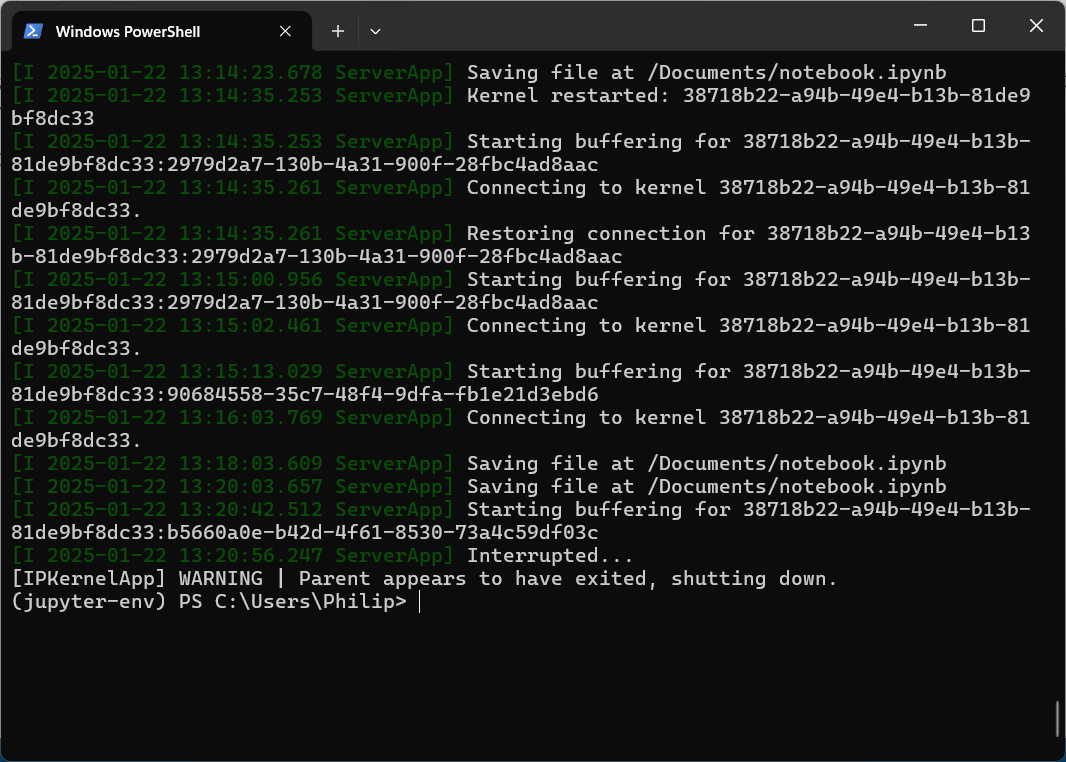 Windows PowerShell
[I 2025-01-22 13:14:23.678 ServerApp] Saving file at /Documents/notebook.ipynb
[I 2025-01-22 13:14:35.253 ServerApp] Kernel restarted: 38718b22-a94b-49e4-b13b-81de9
bf8dc33
[I 2025-01-22 13:14:35.253 ServerApp] Starting buffering for 38718b22-a94b-49e4-b13b-
81de9bf8dc33:2979d2a7-130b-4a31-900f-28fbc4ad8aac
[I 2025-01-22 13:14:35.261 ServerApp] Connecting to kernel 38718b22-a94b-49e4-b13b-81
de9bf8dc33.
[I 2025-01-22 13:14:35.261 ServerApp] Restoring connection for 38718b22-a94b-49e4-b13
b-81de9bf8dc33:2979d2a7-130b-4a31-900f-28fbc4ad8aac
[I 2025-01-22 13:15:00.956 ServerApp] Starting buffering for 38718b22-a94b-49e4-b13b-
81de9bf8dc33:2979d2a7-130b-4a31-900f-28fbc4ad8aac
[I 2025-01-22 13:15:02.461 ServerApp] Connecting to kernel 38718b22-a94b-49e4-b13b-81
de9bf8dc33.
[I 2025-01-22 13:15:13.029 ServerApp] Starting buffering for 38718b22-a94b-49e4-b13b-
81de9bf8dc33:90684558-35c7-48f4-9dfa-fb1e21d3ebd6
[I 2025-01-22 13:16:03.769 ServerApp] Connecting to kernel 38718b22-a94b-49e4-b13b-81
de9bf8dc33.
[I 2025-01-22 13:18:03.609 ServerApp] Saving file at /Documents/notebook.ipynb
[I 2025-01-22 13:20:03.657 ServerApp] Saving file at /Documents/notebook.ipynb
[I 2025-01-22 13:20:42.512 ServerApp] Starting buffering for 38718b22-a94b-49e4-b13b-
81de9bf8dc33:b5660a0e-b42d-4f61-8530-73a4c59df03c
[I 2025-01-22 13:20:56.247 ServerApp] Interrupted...
[IPKernelApp] WARNING | Parent appears to have exited, shutting down.
(jupyter-env) PS C:\Users\Philip>